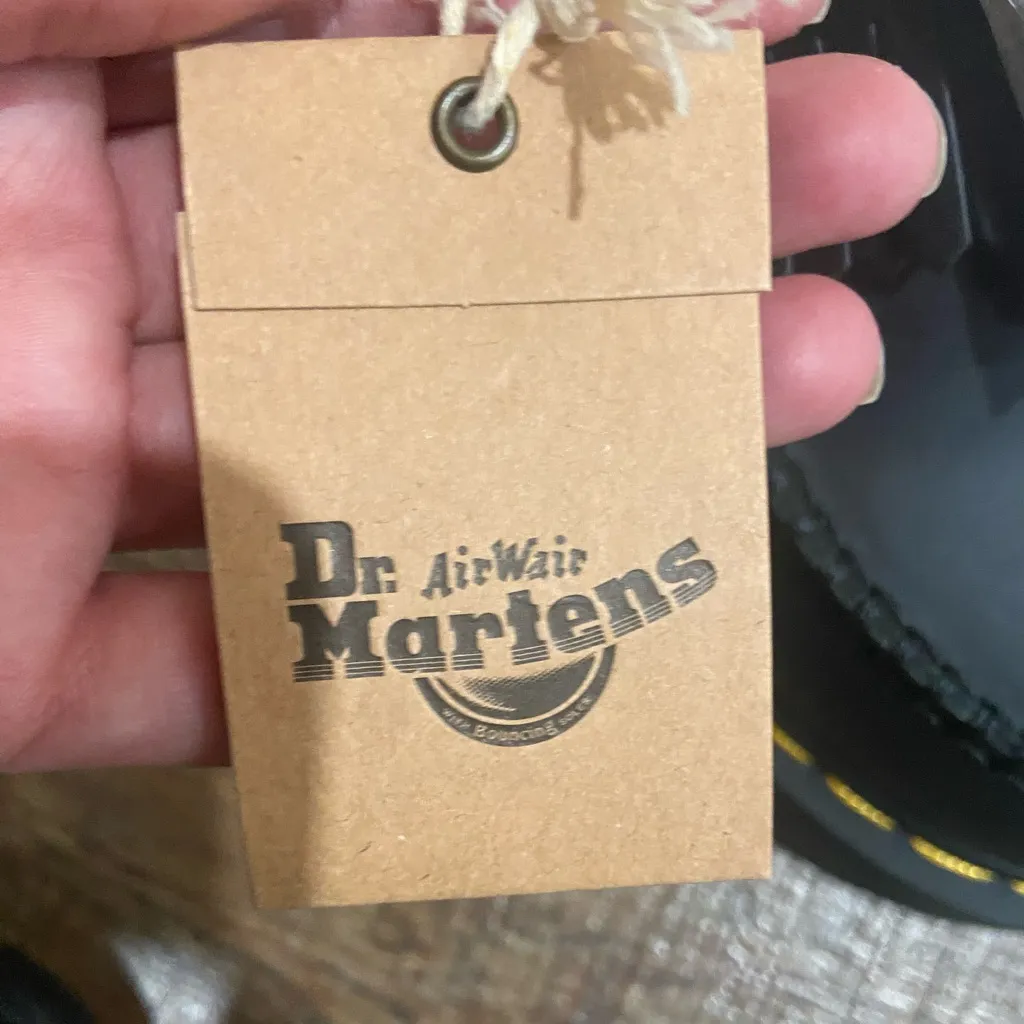 Dr. AirWair
Martens
WITH Bouncing SOLES